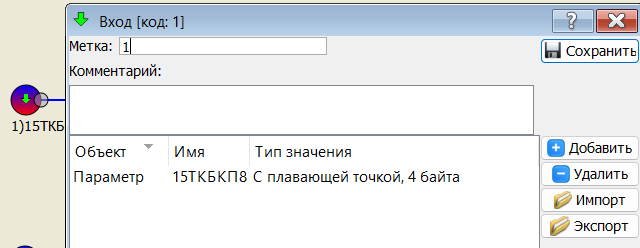 Вход [код: 1]
Метка: 1
Сохранить
Комментарий:
1)15ТКБ
Объект Имя Тип значения
Параметр 15ТКБКП8 С плавающей точкой, 4 байта
Добавить
Удалить
Импорт
Экспорт